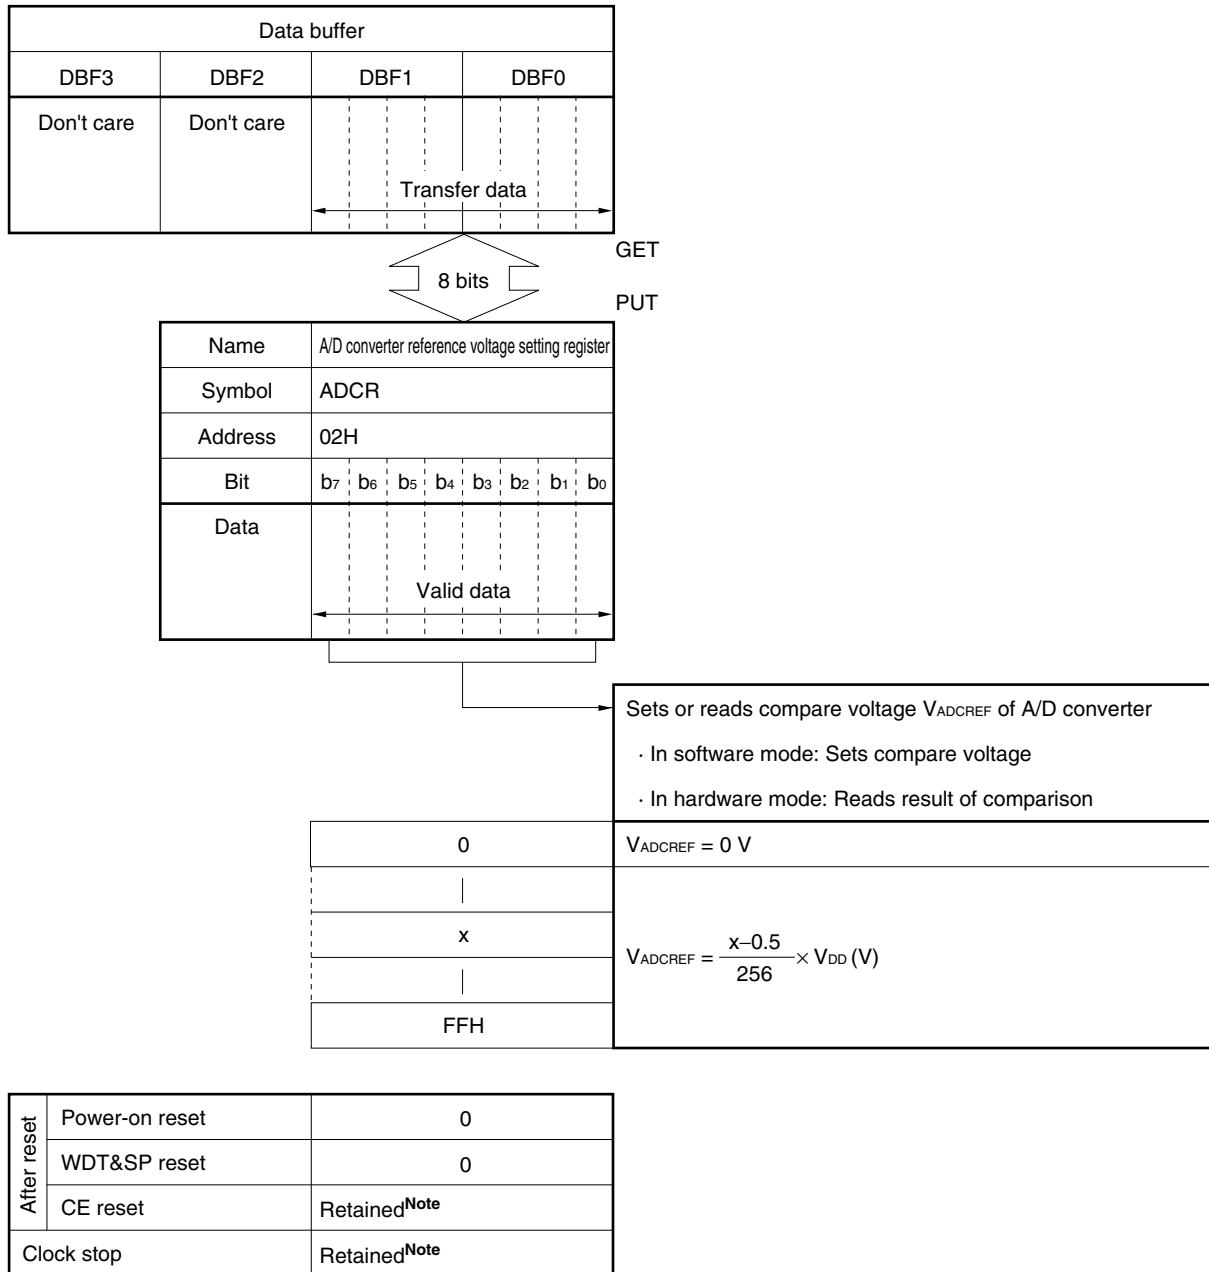 Data buffer
DBF3 DBF2 DBF1 DBF0
Don't care Don't care
Transfer data
GET
8 bits
PUT
Name A/D converter reference voltage setting register
Symbol ADCR
Address 02H
Bit b7 b6 b5 b4 b3 b2 b1 b0
Data
Valid data
Sets or reads compare voltage VADCREF of A/D converter
· In software mode: Sets compare voltage
· In hardware mode: Reads result of comparison
0 VADCREF = 0 V
x
VADCREF = x–0.5 / 256 × VDD (V)
FFH
After reset
Power-on reset 0
WDT&SP reset 0
CE reset RetainedNote
Clock stop RetainedNote